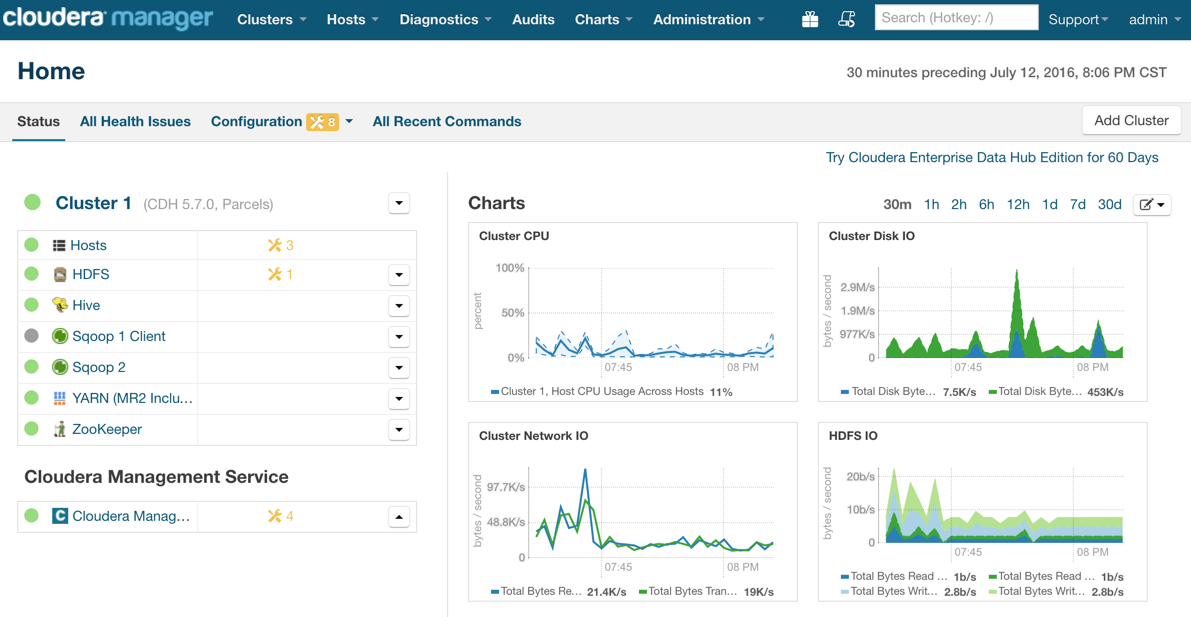 cloudera manager Clusters Hosts Diagnostics Audits Charts Administration Search (Hotkey: /) Support admin
Home
30 minutes preceding July 12, 2016, 8:06 PM CST
Status All Health Issues Configuration 8 All Recent Commands Add Cluster
Try Cloudera Enterprise Data Hub Edition for 60 Days
Cluster 1 (CDH 5.7.0, Parcels)
Hosts 3
HDFS 1
Hive
Sqoop 1 Client
Sqoop 2
YARN (MR2 Inclu...
ZooKeeper
Cloudera Management Service
Cloudera Manag... 4
Charts 30m 1h 2h 6h 12h 1d 7d 30d
Cluster CPU
percent
100%
50%
0%
07:45 08 PM
Cluster 1, Host CPU Usage Across Hosts 11%
Cluster Disk IO
bytes / second
2.9M/s
1.9M/s
977K/s
0
07:45 08 PM
Total Disk Byte... 7.5K/s Total Disk Byte... 453K/s
Cluster Network IO
bytes / second
97.7K/s
48.8K/s
0
07:45 08 PM
Total Bytes Re... 21.4K/s Total Bytes Tran... 19K/s
HDFS IO
bytes / second
20b/s
10b/s
0
07:45 08 PM
Total Bytes Read ... 1b/s Total Bytes Read ... 1b/s
Total Bytes Writ... 2.8b/s Total Bytes Writ... 2.8b/s